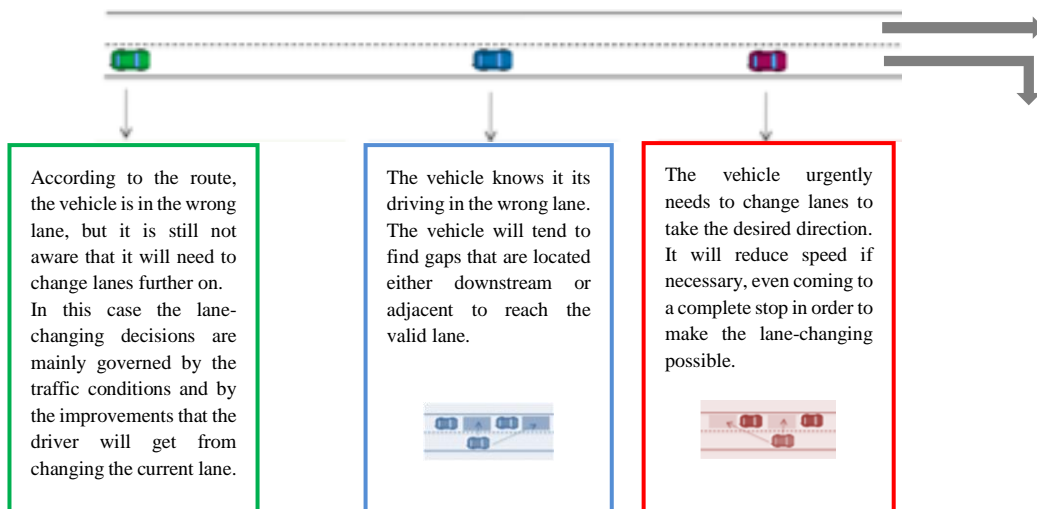 According to the route,
the vehicle is in the wrong
lane, but it is still not
aware that it will need to
change lanes further on.
In this case the lane-
changing decisions are
mainly governed by the
traffic conditions and by
the improvements that the
driver will get from
changing the current lane.
The vehicle knows it its
driving in the wrong lane.
The vehicle will tend to
find gaps that are located
either downstream or
adjacent to reach the
valid lane.
The vehicle urgently
needs to change lanes to
take the desired direction.
It will reduce speed if
necessary, even coming to
a complete stop in order to
make the lane-changing
possible.